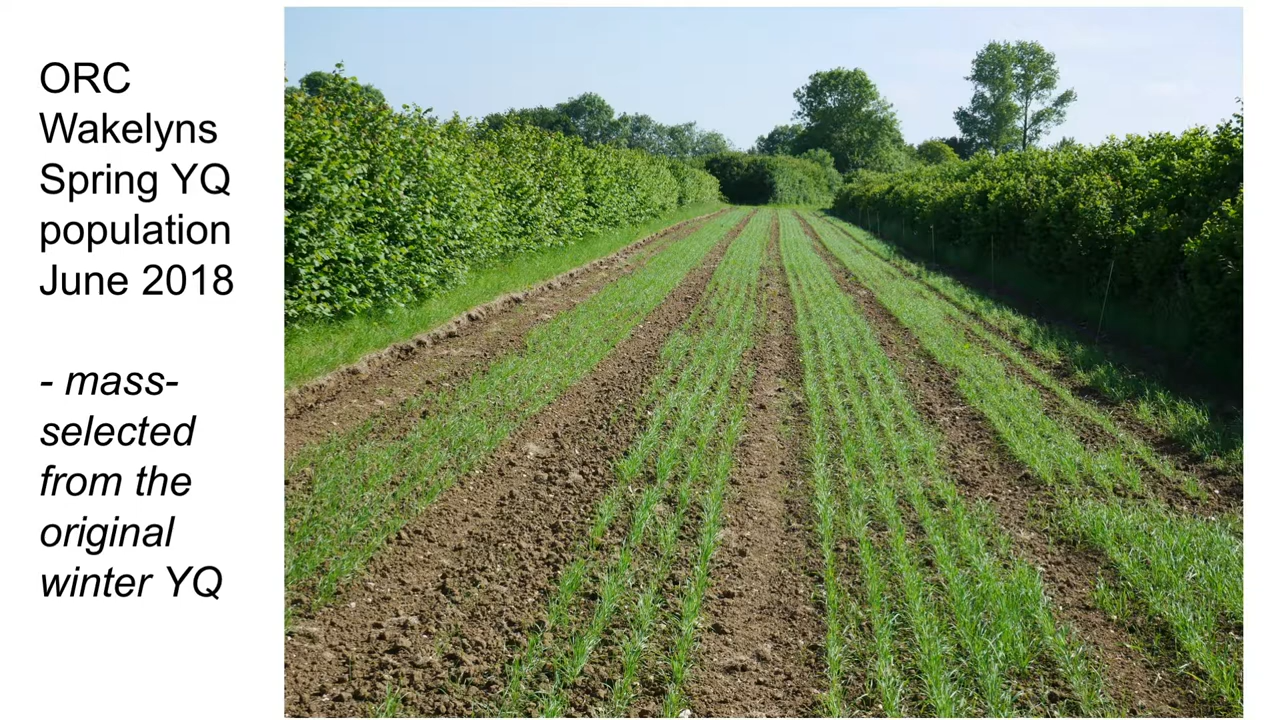 ORC
Wakelyns
Spring YQ
population
June 2018
- mass-
selected
from the
original
winter YQ